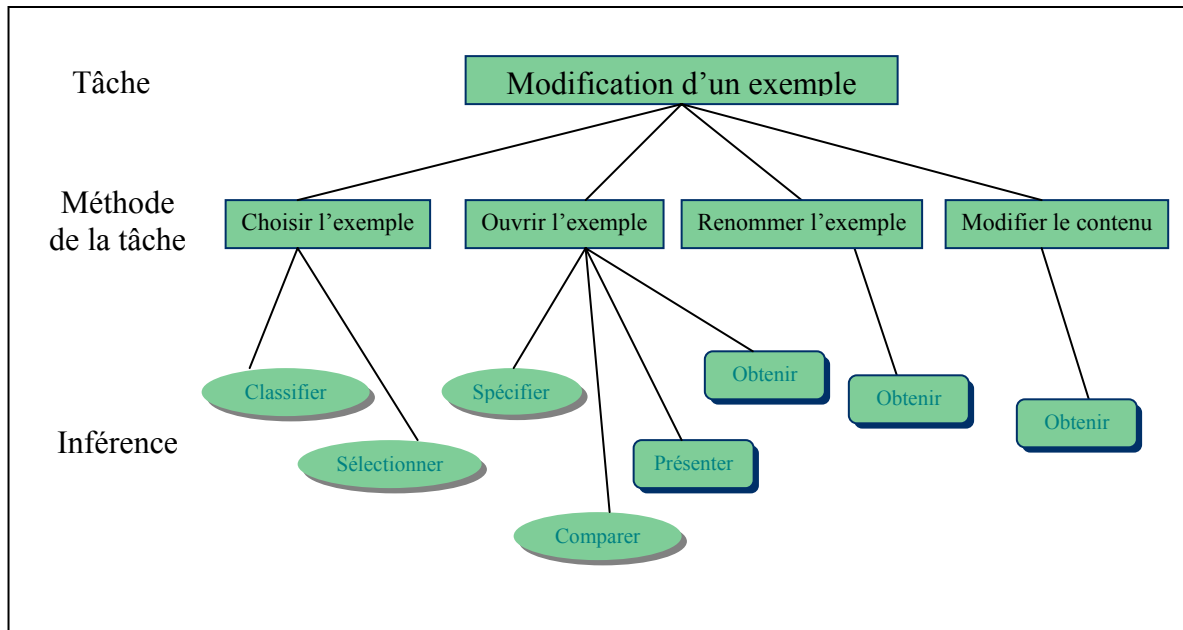 Tâche
Modification d’un exemple
Méthode
de la tâche
Choisir l’exemple
Ouvrir l’exemple
Renommer l’exemple
Modifier le contenu
Inférence
Classifier
Sélectionner
Spécifier
Comparer
Présenter
Obtenir
Obtenir
Obtenir